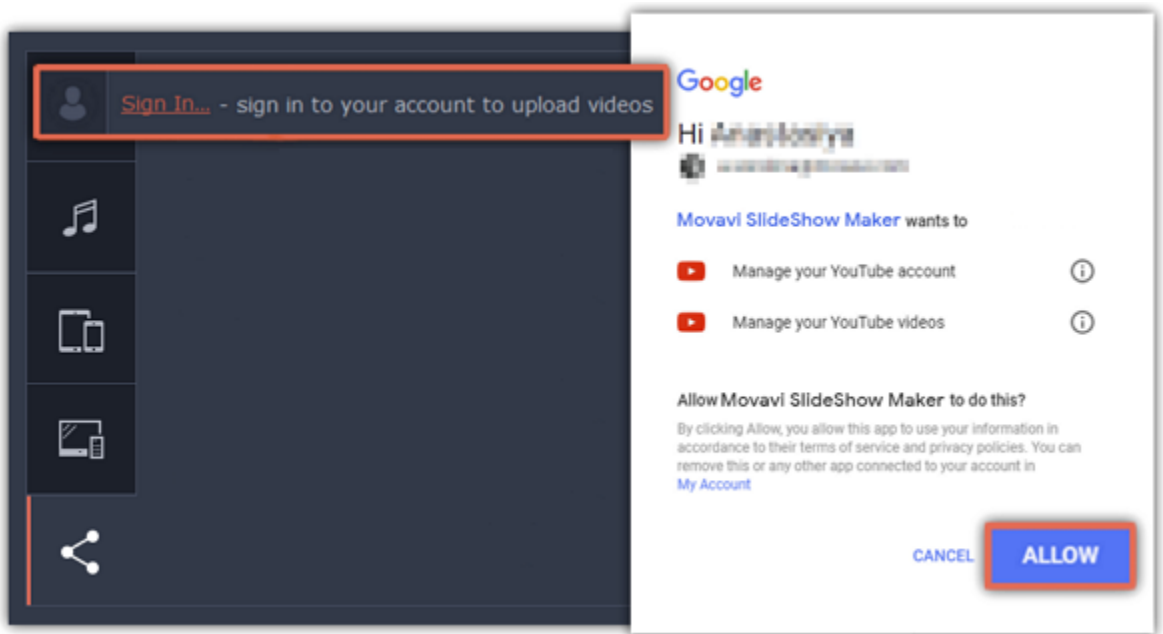 Sign In... - sign in to your account to upload videos
Google
Hi
Movavi SlideShow Maker wants to
Manage your YouTube account
Manage your YouTube videos
Allow Movavi SlideShow Maker to do this?
By clicking Allow, you allow this app to use your information in
accordance to their terms of service and privacy policies. You can
remove this or any other app connected to your account in
My Account
CANCEL
ALLOW